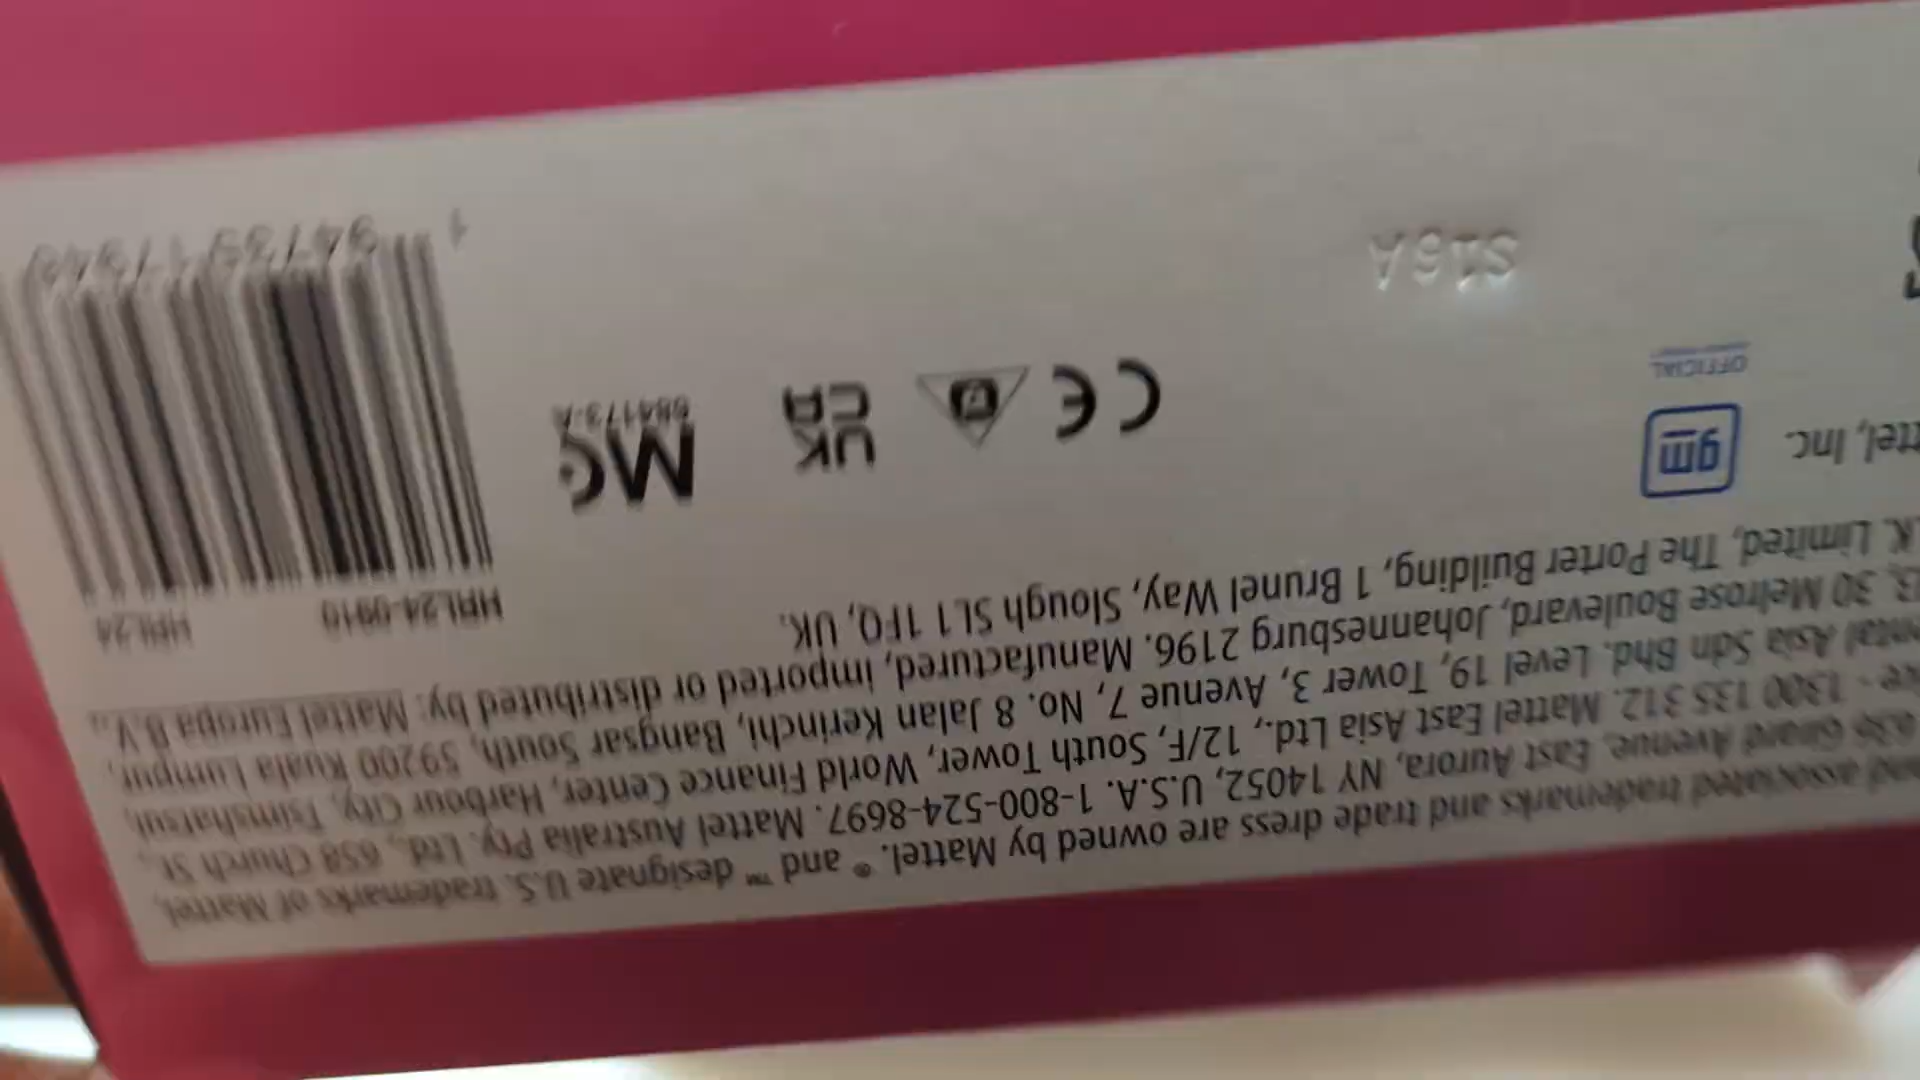 and associated trademarks and trade dress are owned by Mattel. ® and ™ designate U.S. trademarks of Mattel,
636 Girard Avenue, East Aurora, NY 14052, U.S.A. 1-800-524-8697. Mattel Australia Pty. Ltd., 658 Church St.,
- 1300 135 312. Mattel East Asia Ltd., 12/F, South Tower, World Finance Center, Harbour City, Tsimshatsui,
Asia Sdn Bhd. Level 19, Tower 3, Avenue 7, No. 8 Jalan Kerinchi, Bangsar South, 59200 Kuala Lumpur,
30 Melrose Boulevard, Johannesburg 2196. Manufactured, imported or distributed by: Mattel Europa B.V.,
.K. Limited, The Porter Building, 1 Brunel Way, Slough SL1 1FQ, UK.
ttel, Inc.
gm
OFFICIAL
CE
UK
CA
MC
HRL24-0910
HRL24
S16A